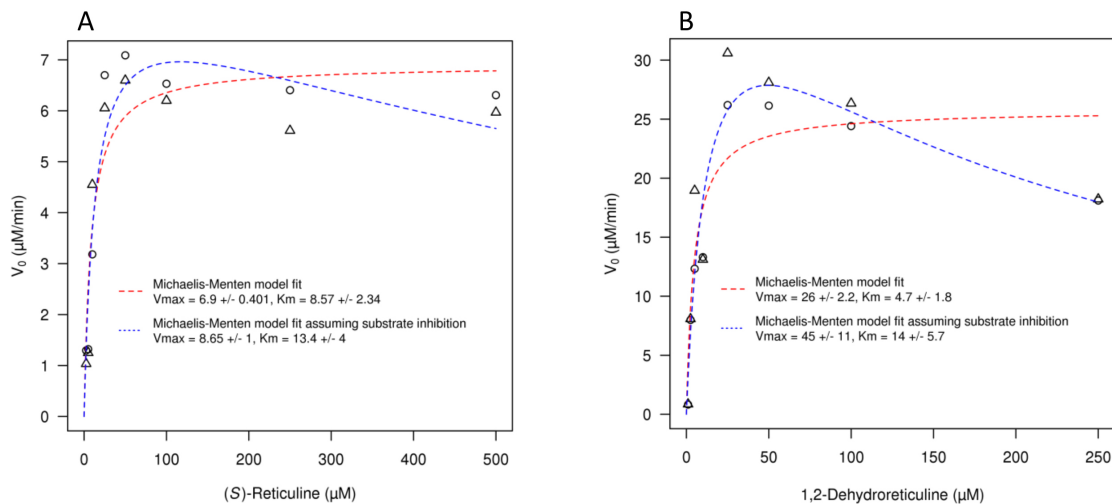 A
7
6
5
4
3
2
1
0
V0 (µM/min)
Michaelis-Menten model fit
Vmax = 6.9 +/- 0.401, Km = 8.57 +/- 2.34
Michaelis-Menten model fit assuming substrate inhibition
Vmax = 8.65 +/- 1, Km = 13.4 +/- 4
0 100 200 300 400 500
(S)-Reticuline (µM)
B
30
25
20
15
10
5
0
V0 (µM/min)
Michaelis-Menten model fit
Vmax = 26 +/- 2.2, Km = 4.7 +/- 1.8
Michaelis-Menten model fit assuming substrate inhibition
Vmax = 45 +/- 11, Km = 14 +/- 5.7
0 50 100 150 200 250
1,2-Dehydroreticuline (µM)